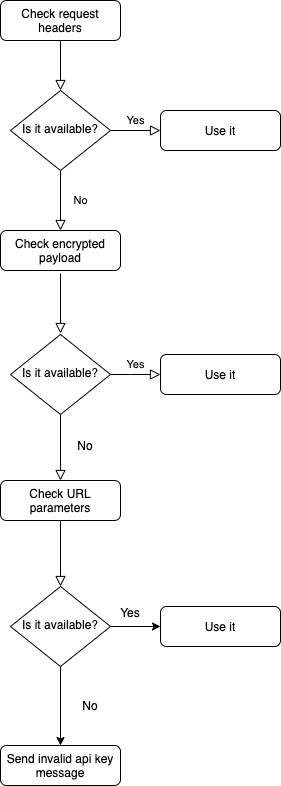 Check request
headers
Is it available?
Yes
Use it
No
Check encrypted
payload
Yes
Is it available?
Use it
No
Check URL
parameters
Yes
Is it available?
Use it
No
Send invalid api key
message